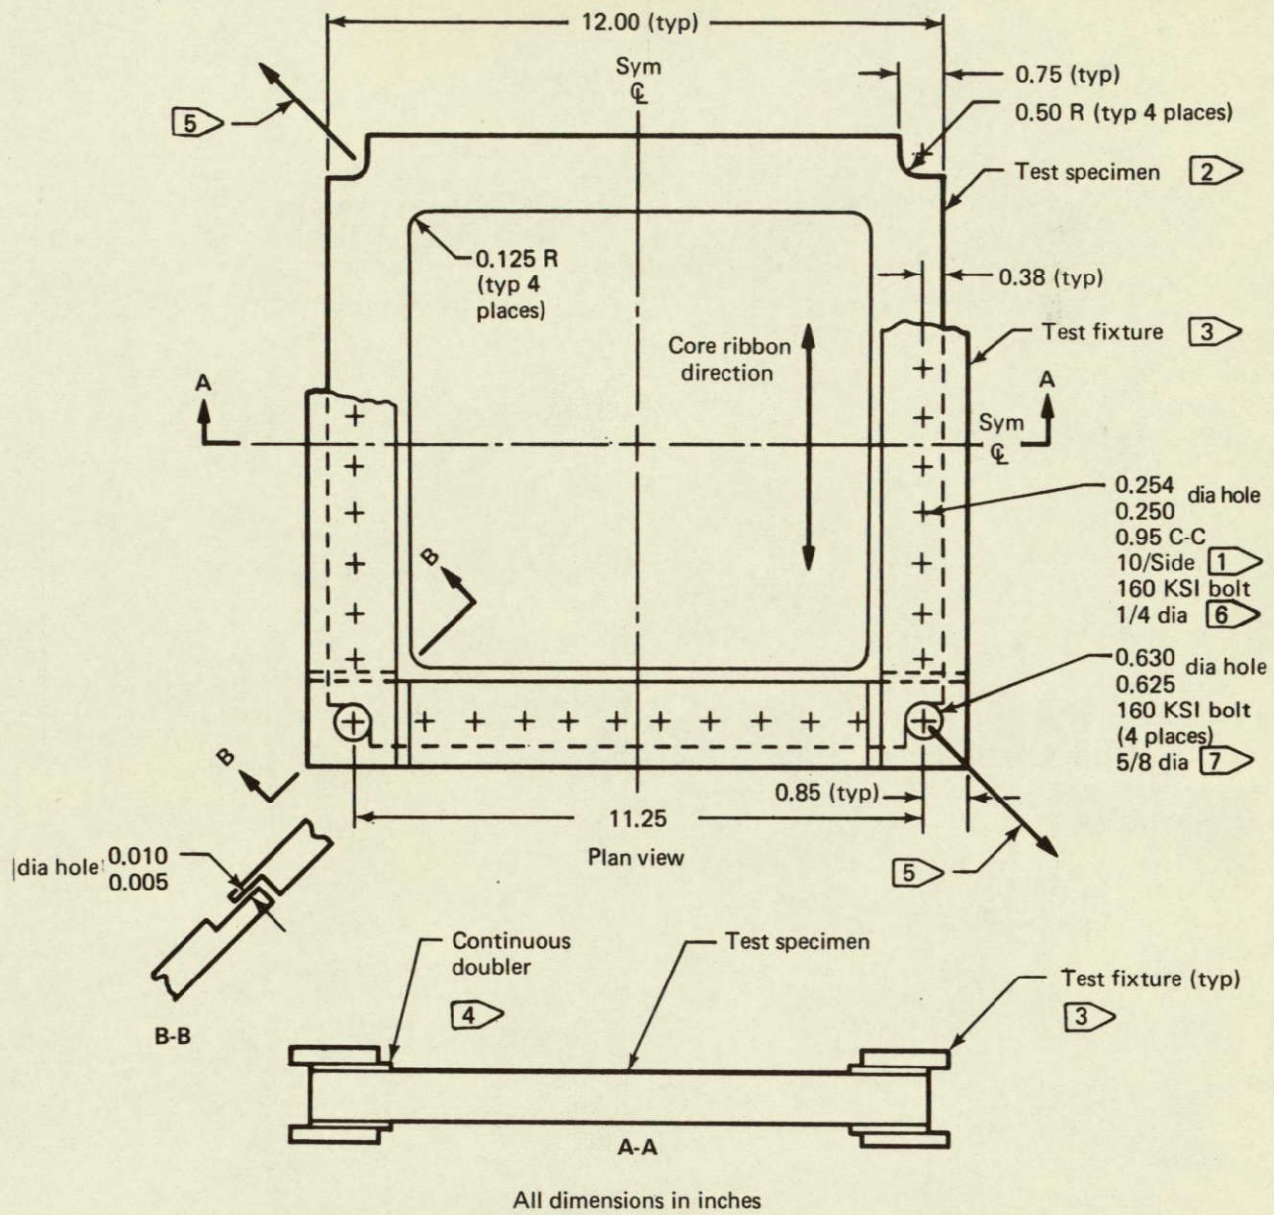 12.00 (typ)
Sym
℄
0.75 (typ)
0.50 R (typ 4 places)
5
Test specimen 2
0.125 R
(typ 4
places)
0.38 (typ)
Core ribbon
direction
Test fixture 3
A
A
Sym
℄
B
0.254 dia hole
0.250
0.95 C-C
10/Side 1
160 KSI bolt
1/4 dia 6
0.630 dia hole
0.625
160 KSI bolt
(4 places)
5/8 dia 7
B
0.85 (typ)
11.25
Plan view
5
dia hole 0.010
0.005
B-B
Continuous
doubler
4
Test specimen
Test fixture (typ)
3
A-A
All dimensions in inches